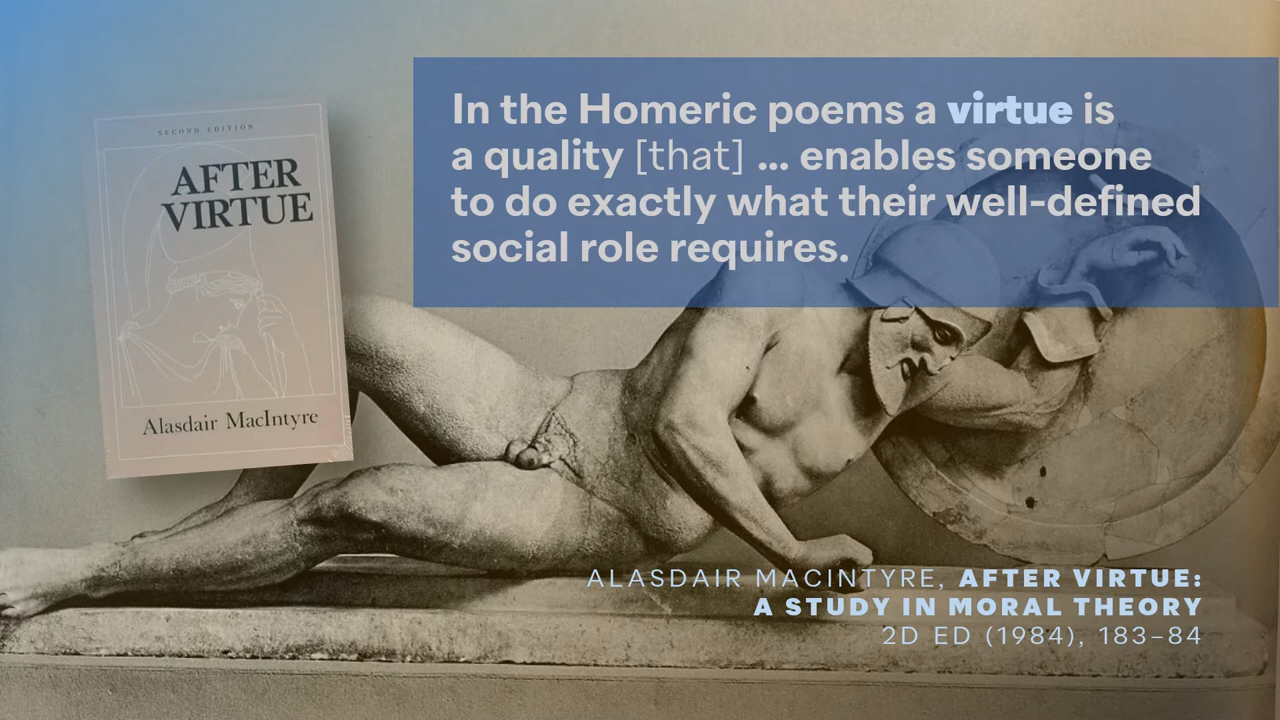 SECOND EDITION
AFTER
VIRTUE
Alasdair MacIntyre
In the Homeric poems a virtue is
a quality [that] ... enables someone
to do exactly what their well-defined
social role requires.
ALASDAIR MACINTYRE, AFTER VIRTUE:
A STUDY IN MORAL THEORY
2D ED (1984), 183–84